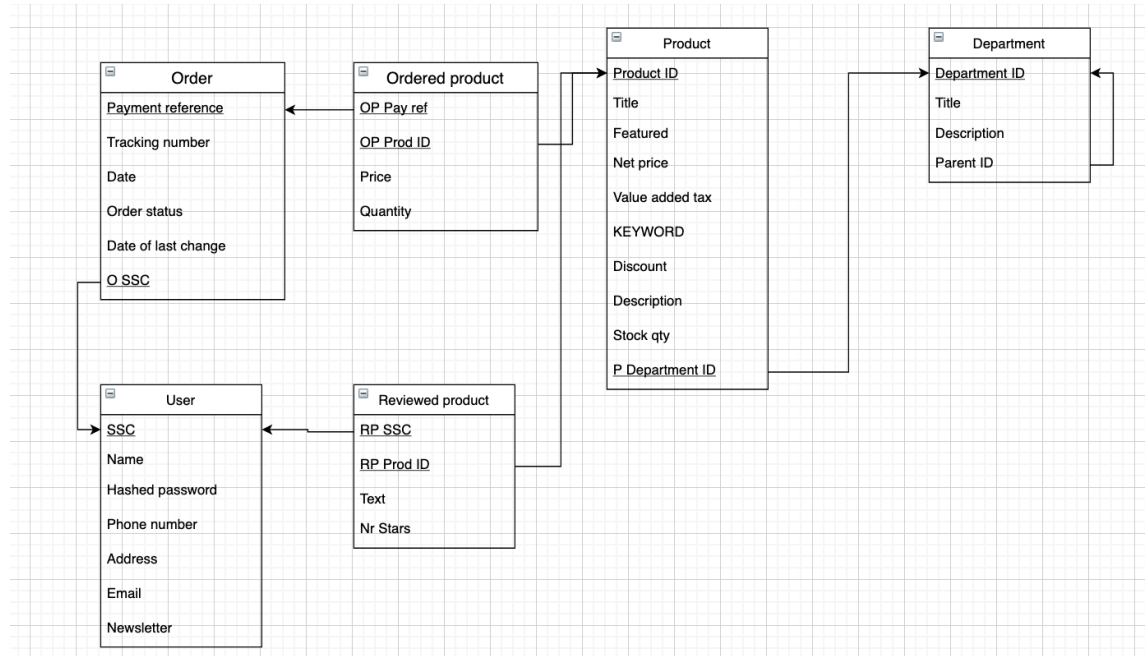 Order
Payment reference
Tracking number
Date
Order status
Date of last change
O SSC
Ordered product
OP Pay ref
OP Prod ID
Price
Quantity
Product
Product ID
Title
Featured
Net price
Value added tax
KEYWORD
Discount
Description
Stock qty
P Department ID
Department
Department ID
Title
Description
Parent ID
User
SSC
Name
Hashed password
Phone number
Address
Email
Newsletter
Reviewed product
RP SSC
RP Prod ID
Text
Nr Stars